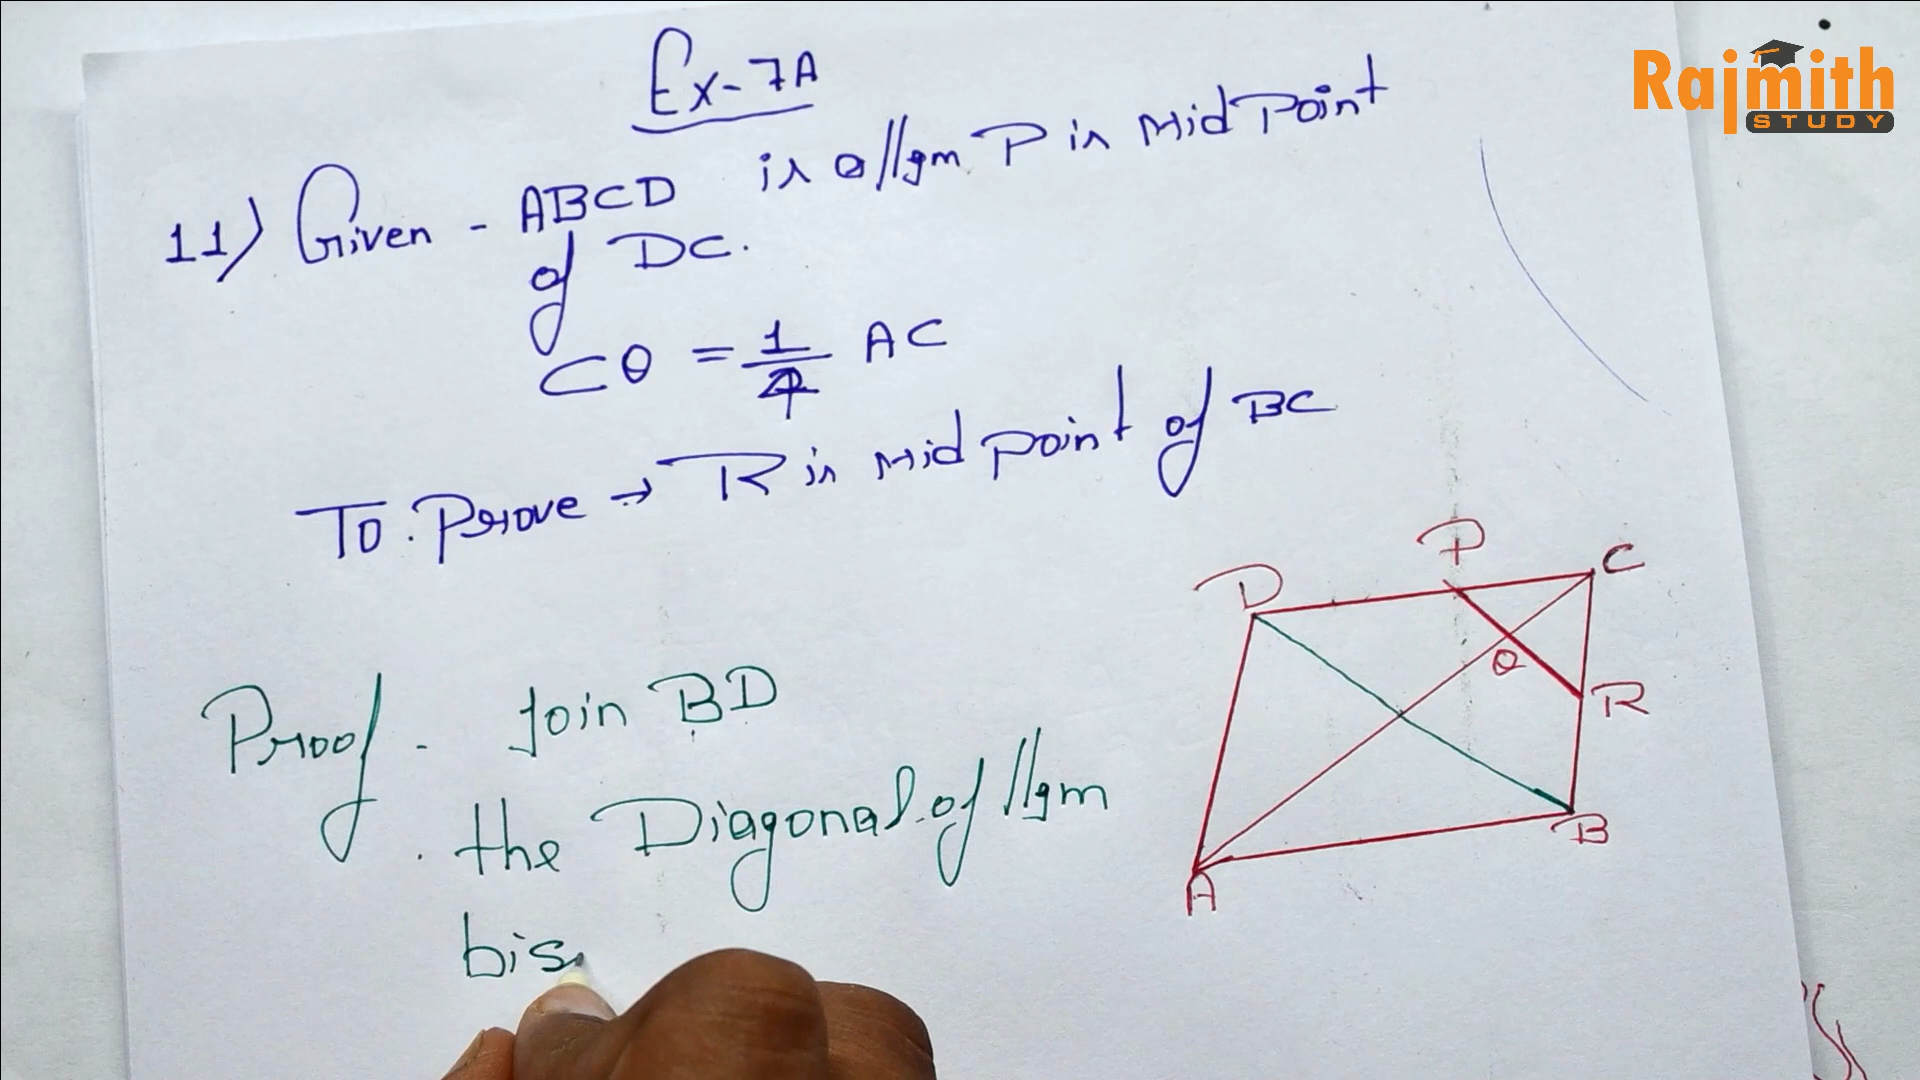 Rajmith
STUDY
Ex-7A
11) Given - ABCD is a //gm P is mid point
of DC.
CQ = 1/4 AC
To. Prove → R is mid point of BC
Proof - Join BD
the Diagonal of //gm
bis
D
P
C
Q
R
B
A